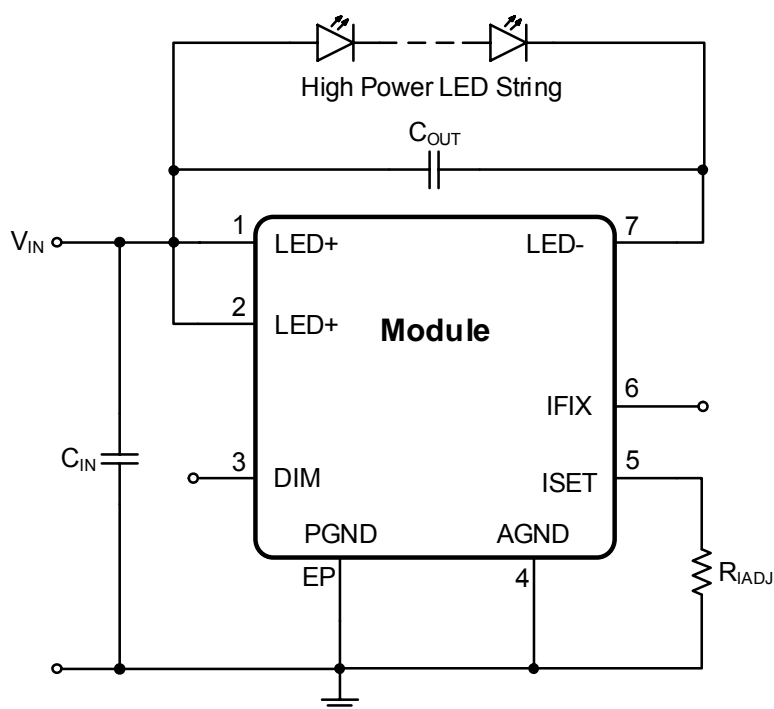 High Power LED String
COUT
1
7
VIN
LED+
LED-
2
LED+
Module
6
IFIX
CIN
3
5
DIM
ISET
PGND
AGND
EP
4
RIADJ